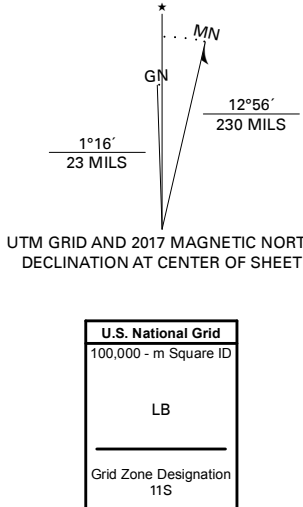 ★
MN
GN
12°56´
230 MILS
1°16´
23 MILS
UTM GRID AND 2017 MAGNETIC NORT
DECLINATION AT CENTER OF SHEET
U.S. National Grid
100,000 - m Square ID
LB
Grid Zone Designation
11S